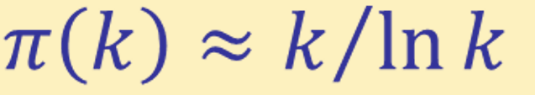 π(k) ≈ k/ln k